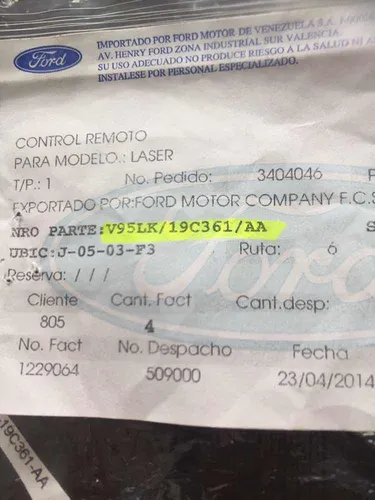 Ford
IMPORTADO POR FORD MOTOR DE VENEZUELA S.A.
AV. HENRY FORD ZONA INDUSTRIAL SUR VALENCIA
SU USO ADECUADO NO PRODUCE RIESGO A LA SALUD NI A
INSTALESE POR PERSONAL ESPECIALIZADO.
CONTROL REMOTO
PARA MODELO.: LASER
T/P.: 1 No. Pedido: 3404046 F
EXPORTADO POR:FORD MOTOR COMPANY F.C.S
NRO PARTE:V95LK/19C361/AA S
UBIC:J-05-03-F3 Ruta: 6
Reserva: / / /
Cliente Cant. Fact Cant.desp:
805 4
No. Fact No. Despacho Fecha
1229064 509000 23/04/2014
19C361-AA